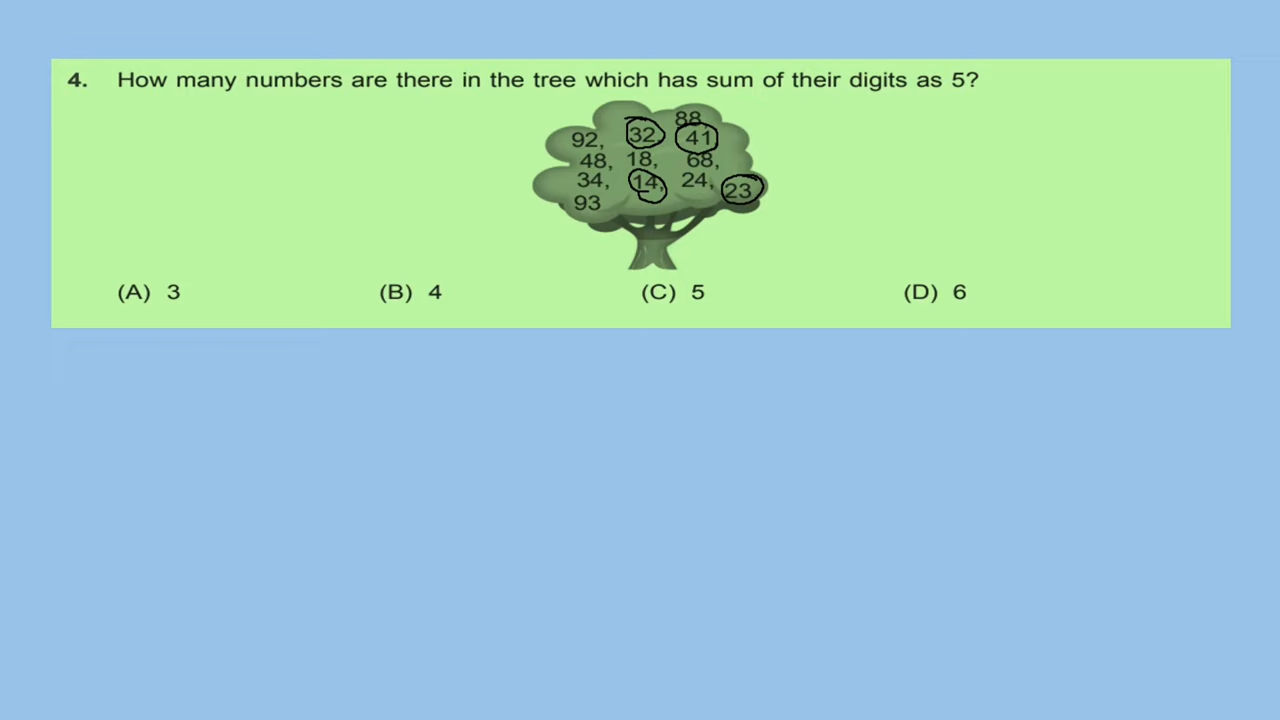 4. How many numbers are there in the tree which has sum of their digits as 5?
88,
92, 32, 41
48, 18, 68,
34, 14, 24, 23
93
(A) 3 (B) 4 (C) 5 (D) 6